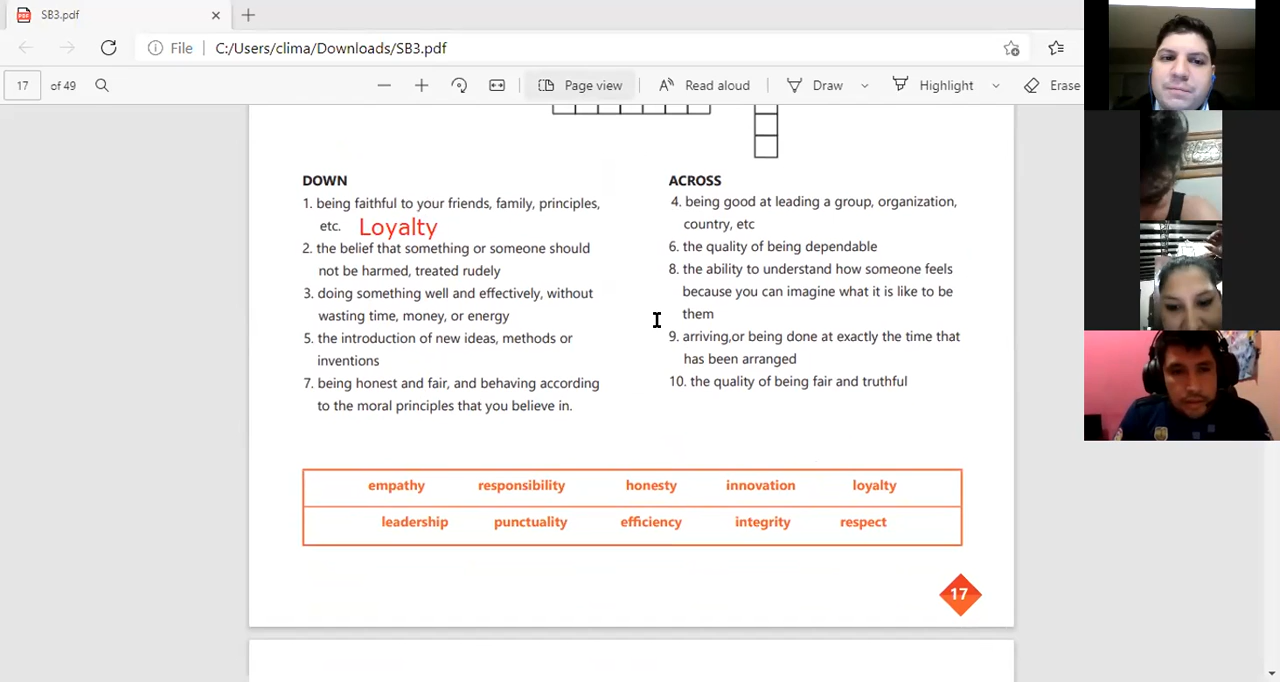 SB3.pdf
File
C:/Users/clima/Downloads/SB3.pdf
17 of 49
Page view
Read aloud
Draw
Highlight
Erase
DOWN
1. being faithful to your friends, family, principles,
etc. Loyalty
2. the belief that something or someone should
not be harmed, treated rudely
3. doing something well and effectively, without
wasting time, money, or energy
5. the introduction of new ideas, methods or
inventions
7. being honest and fair, and behaving according
to the moral principles that you believe in.
ACROSS
4. being good at leading a group, organization,
country, etc
6. the quality of being dependable
8. the ability to understand how someone feels
because you can imagine what it is like to be
them
9. arriving,or being done at exactly the time that
has been arranged
10. the quality of being fair and truthful
empathy responsibility honesty innovation loyalty
leadership punctuality efficiency integrity respect
17